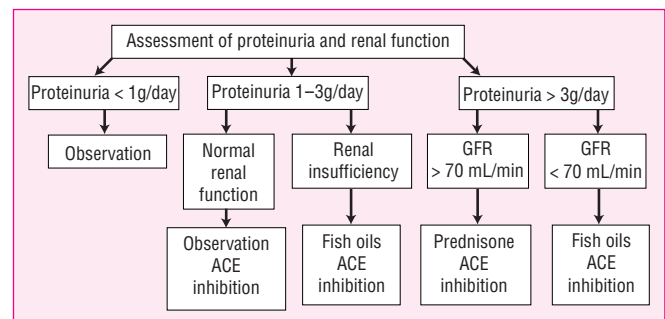 Assessment of proteinuria and renal function
Proteinuria < 1g/day
Proteinuria 1–3g/day
Proteinuria > 3g/day
Observation
Normal
renal
function
Renal
insufficiency
GFR
> 70 mL/min
GFR
< 70 mL/min
Observation
ACE
inhibition
Fish oils
ACE
inhibition
Prednisone
ACE
inhibition
Fish oils
ACE
inhibition